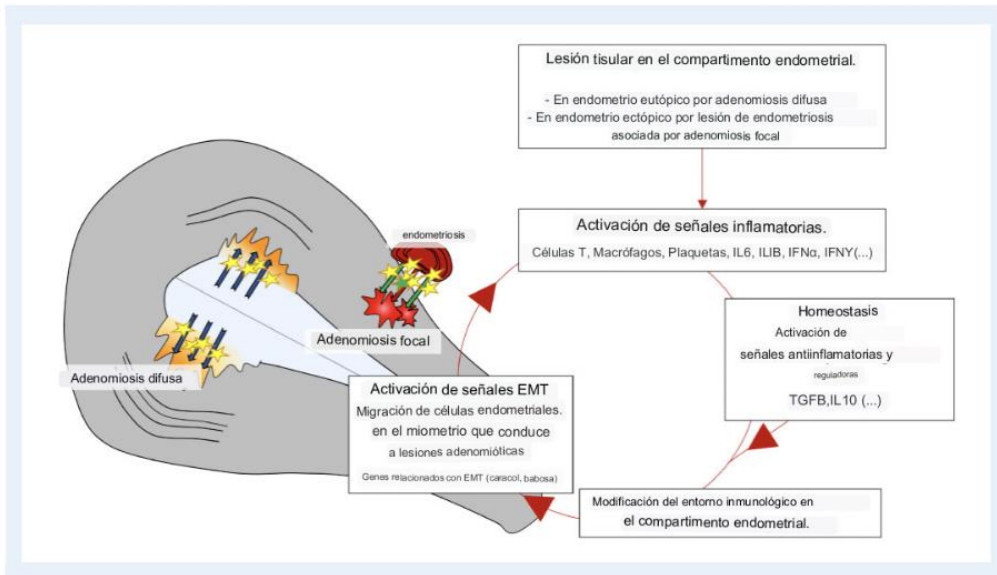 Lesión tisular en el compartimento endometrial.
- En endometrio eutópico por adenomiosis difusa
- En endometrio ectópico por lesión de endometriosis
asociada por adenomiosis focal
Activación de señales inflamatorias.
Células T, Macrófagos, Plaquetas, IL6, ILIB, IFNα, IFNY(...)
Homeostasis
Activación de
señales antiinflamatorias y
reguladoras
TGFB,IL10 (...)
Modificación del entorno inmunológico en
el compartimento endometrial.
Activación de señales EMT
Migración de células endometriales.
en el miometrio que conduce
a lesiones adenomióticas
Genes relacionados con EMT (caracol, babosa)
endometriosis
Adenomiosis focal
Adenomiosis difusa